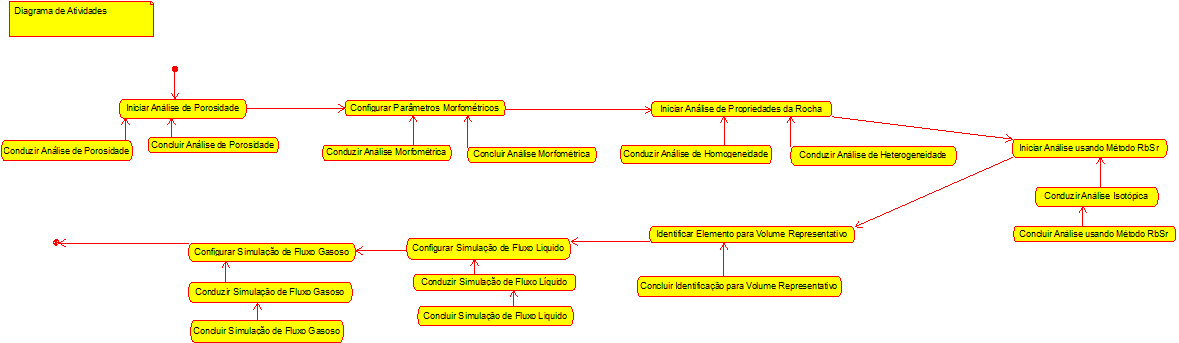 Diagrama de Atividades
Iniciar Análise de Porosidade
Configurar Parâmetros Morfométricos
Iniciar Análise de Propriedades da Rocha
Conduzir Análise de Porosidade
Concluir Análise de Porosidade
Conduzir Análise Morfométrica
Concluir Análise Morfométrica
Conduzir Análise de Homogeneidade
Conduzir Análise de Heterogeneidade
Iniciar Análise usando Método RbSr
Conduzir Análise Isotópica
Concluir Análise usando Método RbSr
Identificar Elemento para Volume Representativo
Configurar Simulação de Fluxo Liquido
Configurar Simulação de Fluxo Gasoso
Conduzir Simulação de Fluxo Líquido
Concluir Identificação para Volume Representativo
Conduzir Simulação de Fluxo Gasoso
Concluir Simulação de Fluxo Liquido
Concluir Simulação de Fluxo Gasoso